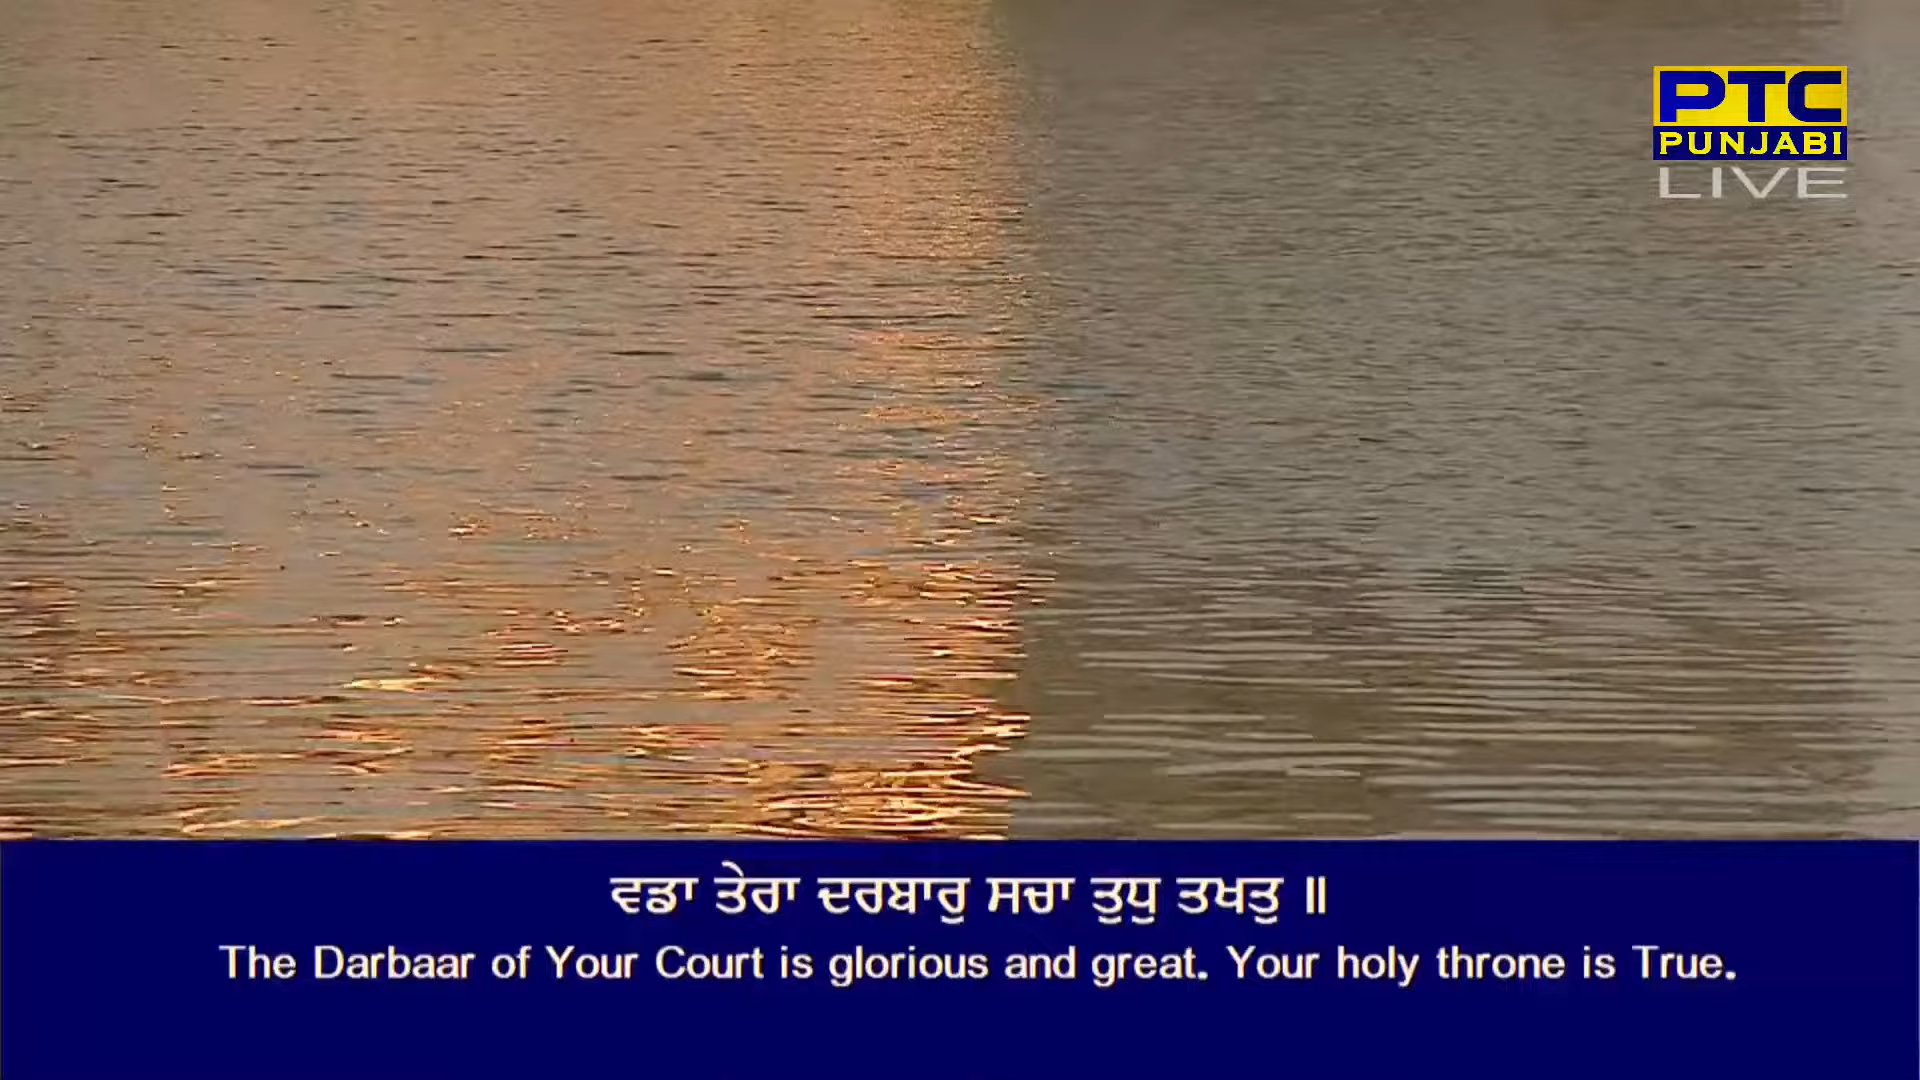 PTC
PUNJABI
LIVE
ਵਡਾ ਤੇਰਾ ਦਰਬਾਰੁ ਸਚਾ ਤੁਧੁ ਤਖਤੁ ॥
The Darbaar of Your Court is glorious and great. Your holy throne is True.